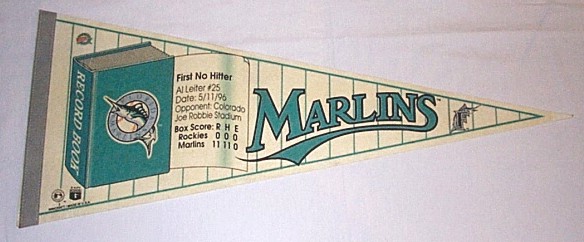 RECORD BOOK
First No Hitter
Al Leiter #25
Date: 5/11/96
Opponent: Colorado
Joe Robbie Stadium
Box Score: R H E
Rockies 0 0 0
Marlins 11 11 0
MARLINS